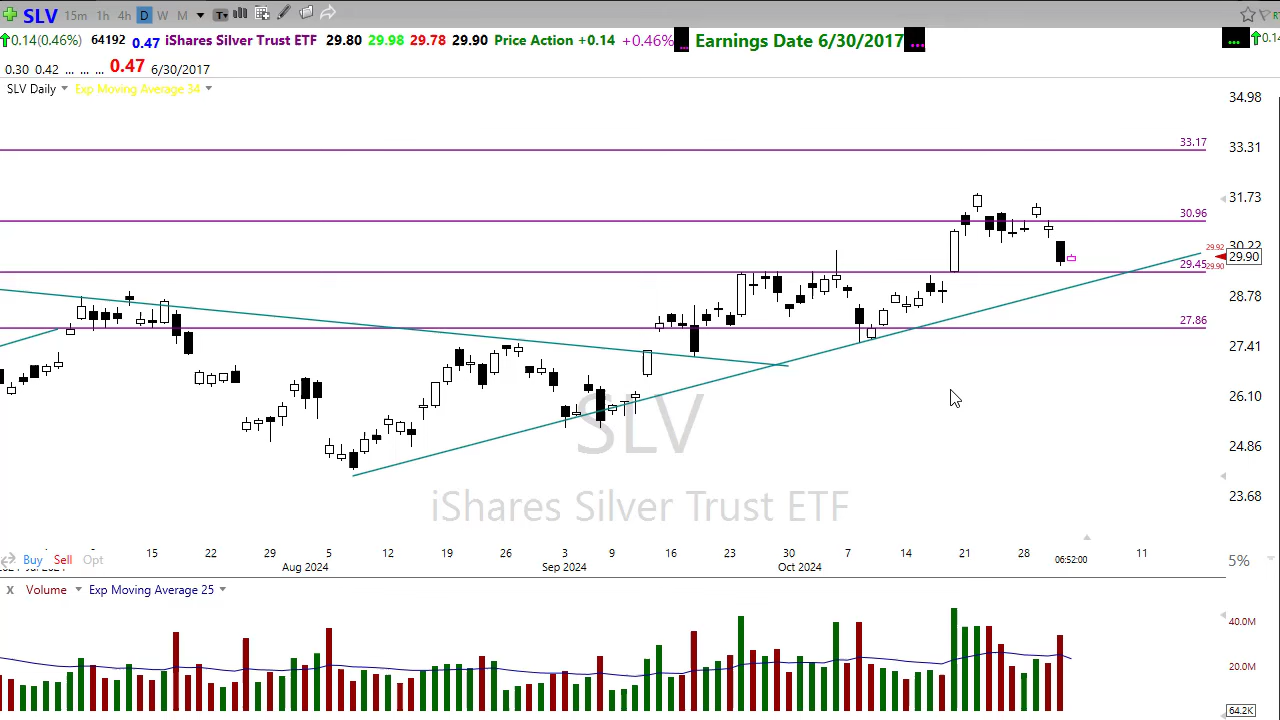 SLV 15m 1h 4h D W M
0.14(0.46%) 64192 0.47 iShares Silver Trust ETF 29.80 29.98 29.78 29.90 Price Action +0.14 +0.46% ... Earnings Date 6/30/2017 ... ... 0.14
0.30 0.42 ... ... ... 0.47 6/30/2017
SLV Daily Exp Moving Average 34
34.98
33.17
33.31
31.73
30.96
30.22
29.92
29.90
29.45
29.90
28.78
27.86
27.41
26.10
24.86
23.68
SLV
iShares Silver Trust ETF
15 22 29 5 12 19 26 3 9 16 23 30 7 14 21 28 11
Buy Sell Opt
Aug 2024 Sep 2024 Oct 2024 06:52:00
5%
X Volume Exp Moving Average 25
40.0M
20.0M
64.2K